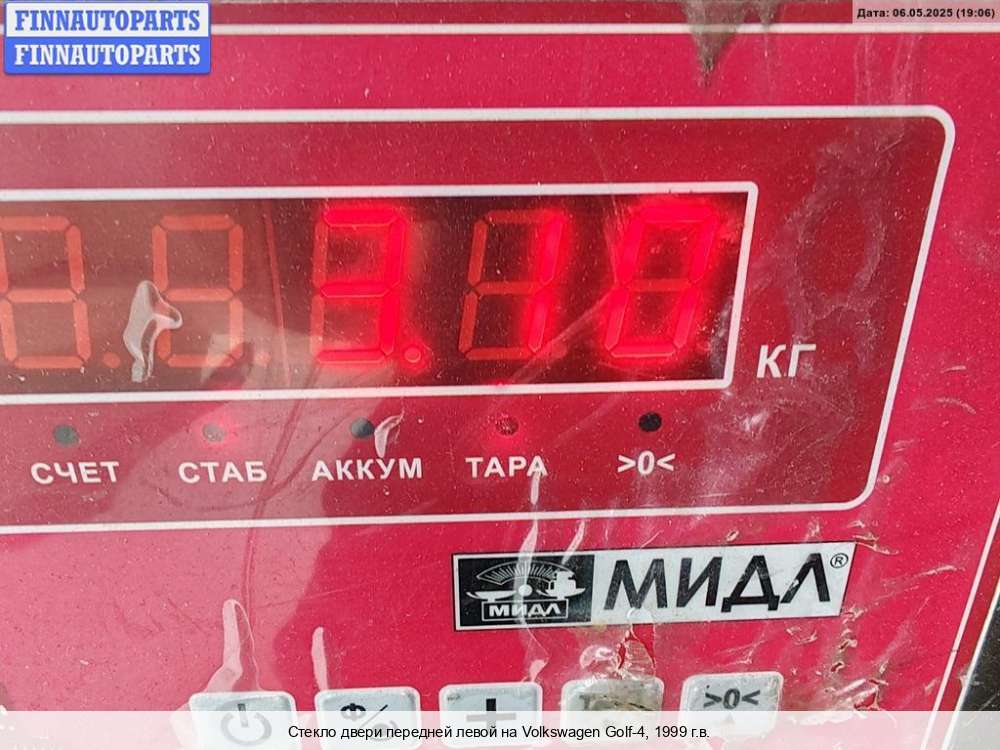 FINNAUTOPARTS
FINNAUTOPARTS
Дата: 06.05.2025 (19:06)
3.10
КГ
СЧЕТ СТАБ АККУМ ТАРА >0<
МИДЛ МИДЛ®
+ >0<
Стекло двери передней левой на Volkswagen Golf-4, 1999 г.в.